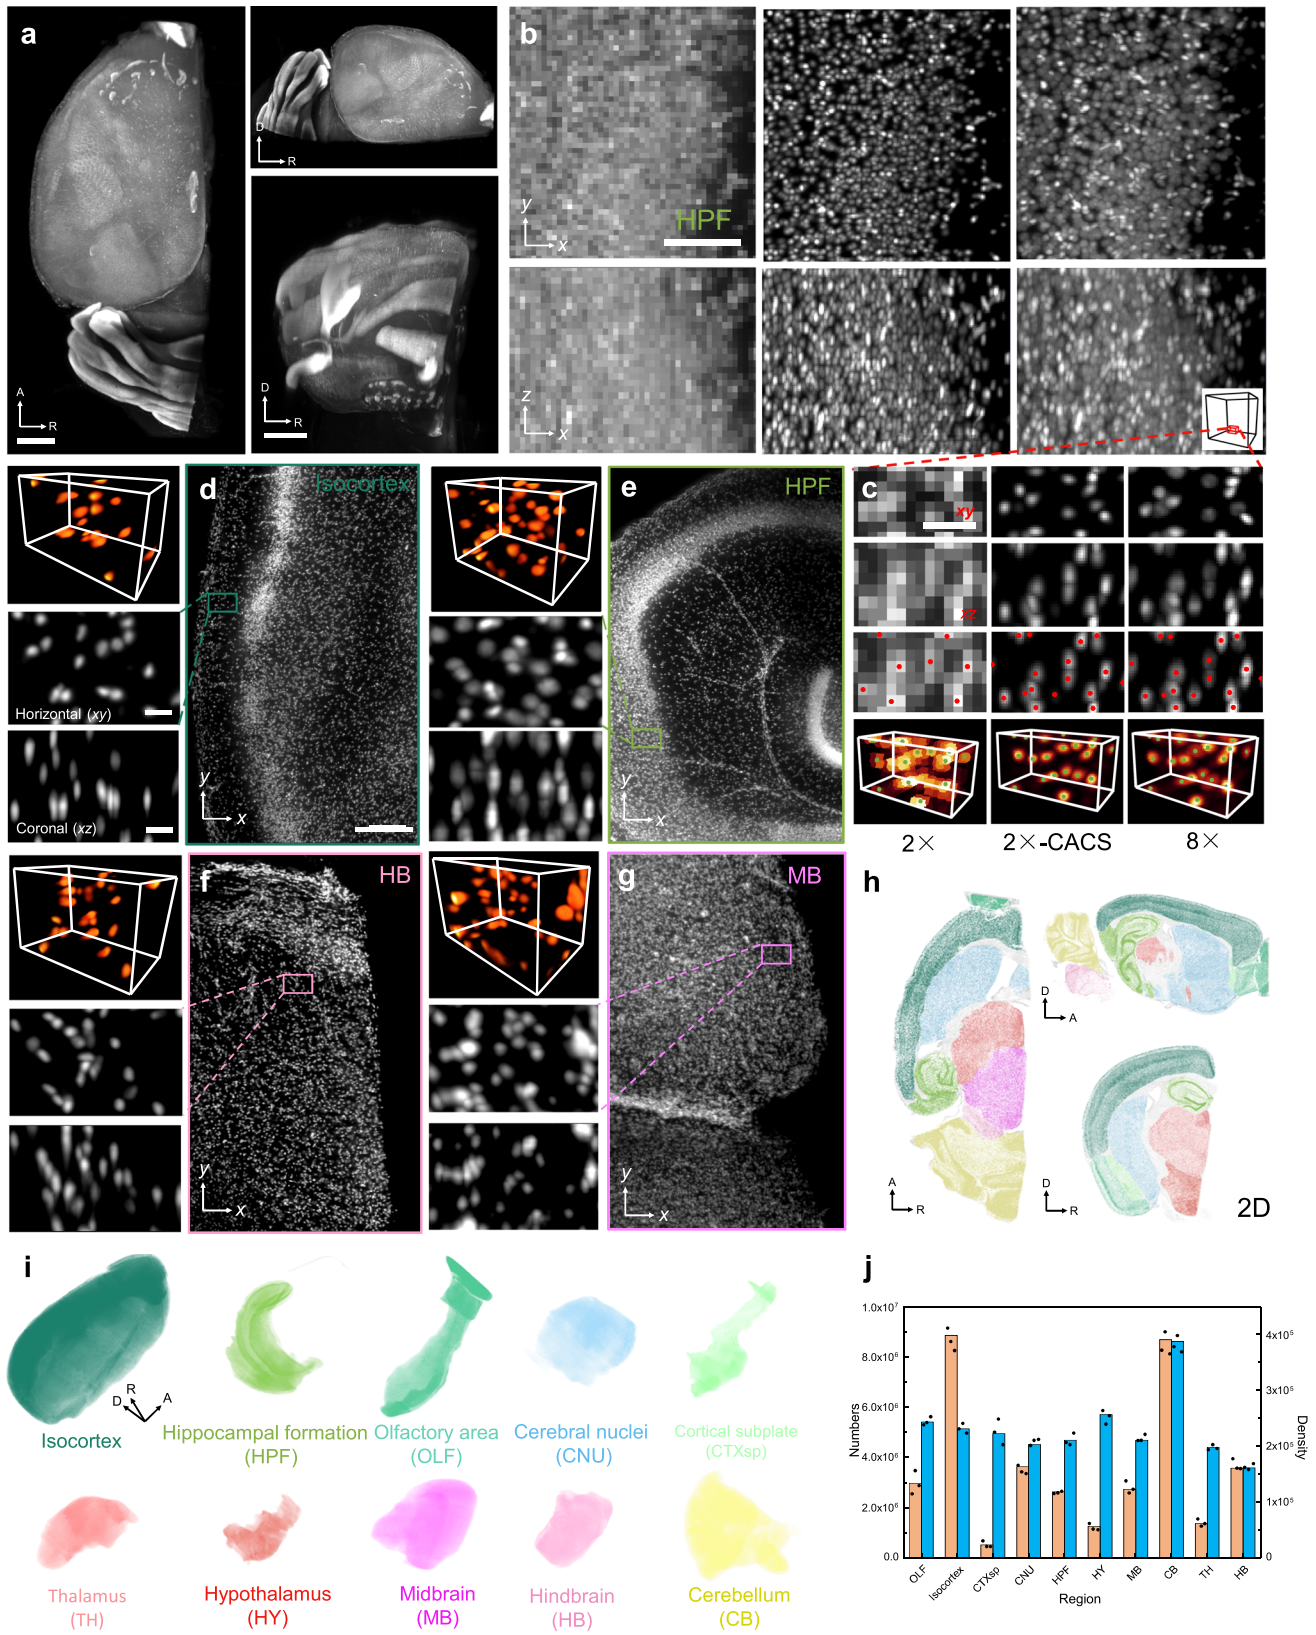 a
A
R
D
R
D
R
b
y
x
HPF
z
x
c
xy
xz
2×
2×-CACS
8×
d
Isocortex
Horizontal (xy)
Coronal (xz)
y
x
e
HPF
y
x
f
HB
y
x
g
MB
y
x
h
D
A
A
R
D
R
2D
i
R
D
A
Isocortex
Hippocampal formation
(HPF)
Olfactory area
(OLF)
Cerebral nuclei
(CNU)
Cortical subplate
(CTXsp)
Thalamus
(TH)
Hypothalamus
(HY)
Midbrain
(MB)
Hindbrain
(HB)
Cerebellum
(CB)
j
1.0x10⁷
8.0x10⁶
6.0x10⁶
4.0x10⁶
2.0x10⁶
0.0
Numbers
4x10⁵
3x10⁵
2x10⁵
1x10⁵
0
Density
OLF
Isocortex
CTXsp
CNU
HPF
HY
MB
CB
TH
HB
Region